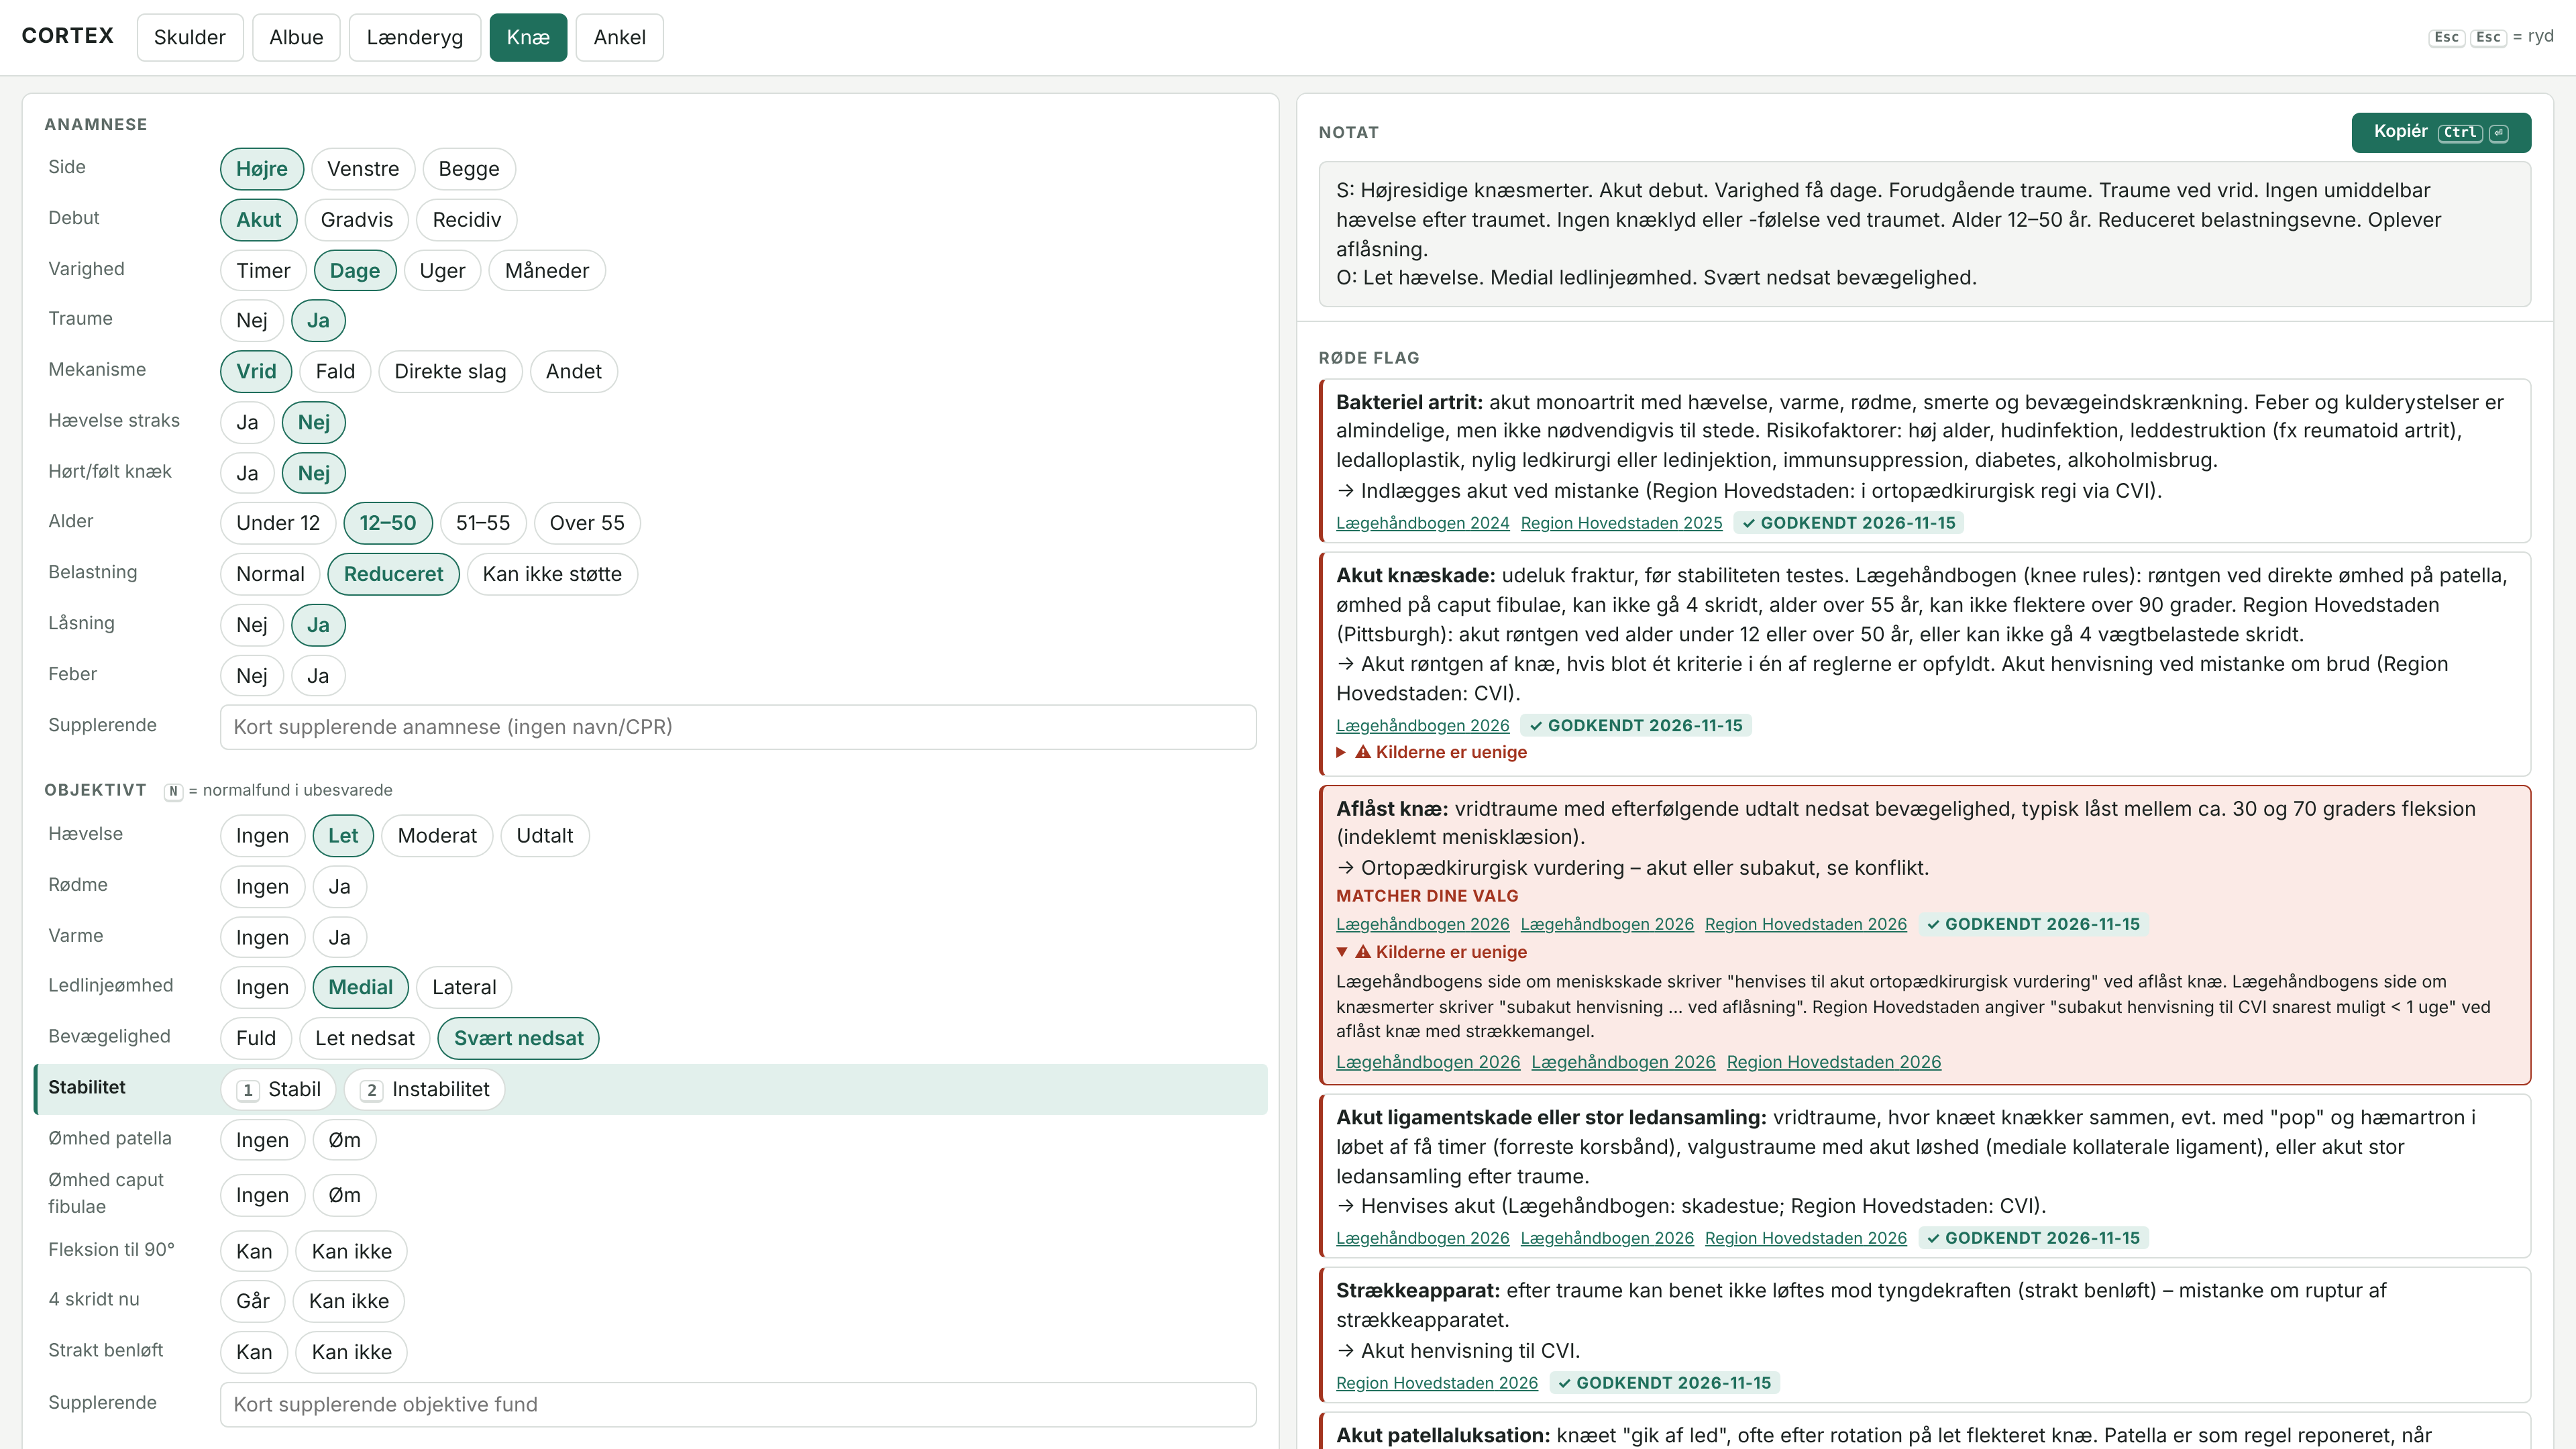 CORTEX
Skulder
Albue
Lænderyg
Knæ
Ankel
Esc Esc = ryd
ANAMNESE
Side Højre Venstre Begge
Debut Akut Gradvis Recidiv
Varighed Timer Dage Uger Måneder
Traume Nej Ja
Mekanisme Vrid Fald Direkte slag Andet
Hævelse straks Ja Nej
Hørt/følt knæk Ja Nej
Alder Under 12 12–50 51–55 Over 55
Belastning Normal Reduceret Kan ikke støtte
Låsning Nej Ja
Feber Nej Ja
Supplerende Kort supplerende anamnese (ingen navn/CPR)
OBJEKTIVT N = normalfund i ubesvarede
Hævelse Ingen Let Moderat Udtalt
Rødme Ingen Ja
Varme Ingen Ja
Ledlinjeømhed Ingen Medial Lateral
Bevægelighed Fuld Let nedsat Svært nedsat
Stabilitet 1 Stabil 2 Instabilitet
Ømhed patella Ingen Øm
Ømhed caput
fibulae Ingen Øm
Fleksion til 90° Kan Kan ikke
4 skridt nu Går Kan ikke
Strakt benløft Kan Kan ikke
Supplerende Kort supplerende objektive fund
NOTAT
Kopiér Ctrl ⏎
S: Højresidige knæsmerter. Akut debut. Varighed få dage. Forudgående traume. Traume ved vrid. Ingen umiddelbar
hævelse efter traumet. Ingen knæklyd eller -følelse ved traumet. Alder 12–50 år. Reduceret belastningsevne. Oplever
aflåsning.
O: Let hævelse. Medial ledlinjeømhed. Svært nedsat bevægelighed.
RØDE FLAG
Bakteriel artrit: akut monoartrit med hævelse, varme, rødme, smerte og bevægeindskrænkning. Feber og kulderystelser er
almindelige, men ikke nødvendigvis til stede. Risikofaktorer: høj alder, hudinfektion, leddestruktion (fx reumatoid artrit),
ledalloplastik, nylig ledkirurgi eller ledinjektion, immunsuppression, diabetes, alkoholmisbrug.
→ Indlægges akut ved mistanke (Region Hovedstaden: i ortopædkirurgisk regi via CVI).
Lægehåndbogen 2024 Region Hovedstaden 2025 ✓ GODKENDT 2026-11-15
Akut knæskade: udeluk fraktur, før stabiliteten testes. Lægehåndbogen (knee rules): røntgen ved direkte ømhed på patella,
ømhed på caput fibulae, kan ikke gå 4 skridt, alder over 55 år, kan ikke flektere over 90 grader. Region Hovedstaden
(Pittsburgh): akut røntgen ved alder under 12 eller over 50 år, eller kan ikke gå 4 vægtbelastede skridt.
→ Akut røntgen af knæ, hvis blot ét kriterie i én af reglerne er opfyldt. Akut henvisning ved mistanke om brud (Region
Hovedstaden: CVI).
Lægehåndbogen 2026 ✓ GODKENDT 2026-11-15
▶ ⚠ Kilderne er uenige
Aflåst knæ: vridtraume med efterfølgende udtalt nedsat bevægelighed, typisk låst mellem ca. 30 og 70 graders fleksion
(indeklemt menisklæsion).
→ Ortopædkirurgisk vurdering – akut eller subakut, se konflikt.
MATCHER DINE VALG
Lægehåndbogen 2026 Lægehåndbogen 2026 Region Hovedstaden 2026 ✓ GODKENDT 2026-11-15
▼ ⚠ Kilderne er uenige
Lægehåndbogens side om meniskskade skriver "henvises til akut ortopædkirurgisk vurdering" ved aflåst knæ. Lægehåndbogens side om
knæsmerter skriver "subakut henvisning ... ved aflåsning". Region Hovedstaden angiver "subakut henvisning til CVI snarest muligt < 1 uge" ved
aflåst knæ med strækkemangel.
Lægehåndbogen 2026 Lægehåndbogen 2026 Region Hovedstaden 2026
Akut ligamentskade eller stor ledansamling: vridtraume, hvor knæet knækker sammen, evt. med "pop" og hæmartron i
løbet af få timer (forreste korsbånd), valgustraume med akut løshed (mediale kollaterale ligament), eller akut stor
ledansamling efter traume.
→ Henvises akut (Lægehåndbogen: skadestue; Region Hovedstaden: CVI).
Lægehåndbogen 2026 Lægehåndbogen 2026 Region Hovedstaden 2026 ✓ GODKENDT 2026-11-15
Strækkeapparat: efter traume kan benet ikke løftes mod tyngdekraften (strakt benløft) – mistanke om ruptur af
strækkeapparatet.
→ Akut henvisning til CVI.
Region Hovedstaden 2026 ✓ GODKENDT 2026-11-15
Akut patellaluksation: knæet "gik af led", ofte efter rotation på let flekteret knæ. Patella er som regel reponeret, når